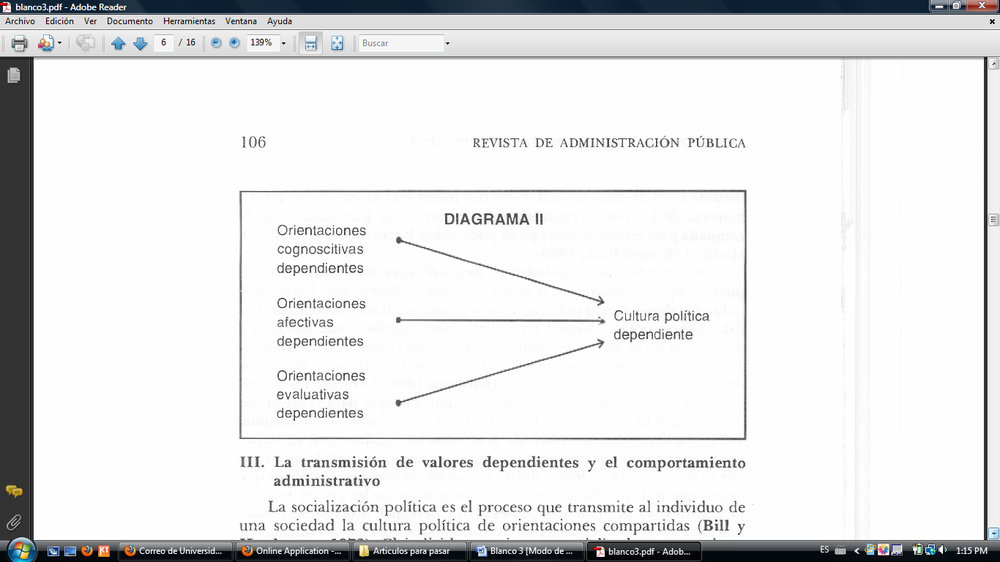 blanco3.pdf - Adobe Reader
Archivo Edición Ver Documento Herramientas Ventana Ayuda
6 / 16 139% Buscar
106 REVISTA DE ADMINISTRACIÓN PÚBLICA
DIAGRAMA II
Orientaciones
cognoscitivas
dependientes
Orientaciones
afectivas
dependientes
Orientaciones
evaluativas
dependientes
Cultura política
dependiente
III. La transmisión de valores dependientes y el comportamiento
administrativo
La socialización política es el proceso que transmite al individuo de
una sociedad la cultura política de orientaciones compartidas (Bill y
Correo de Universid... Online Application -... Articulos para pasar Blanco 3 [Modo de ... blanco3.pdf - Adob... ES 1:15 PM